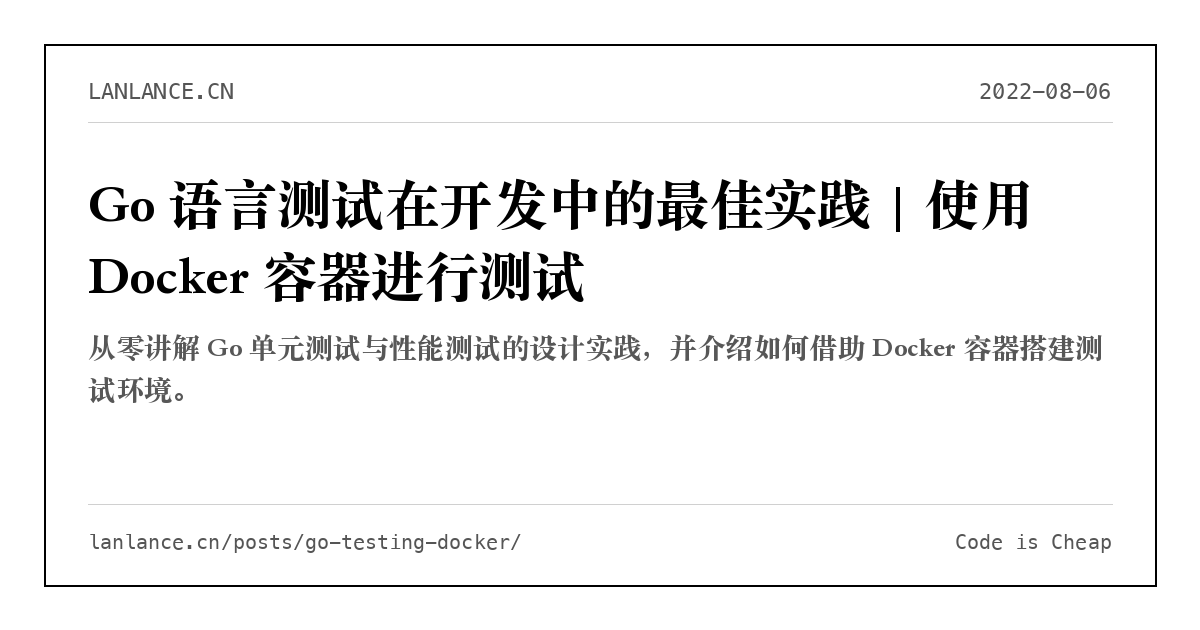 LANLANCE.CN
2022-08-06
Go 语言测试在开发中的最佳实践 | 使用
Docker 容器进行测试
从零讲解 Go 单元测试与性能测试的设计实践，并介绍如何借助 Docker 容器搭建测
试环境。
lanlance.cn/posts/go-testing-docker/
Code is Cheap